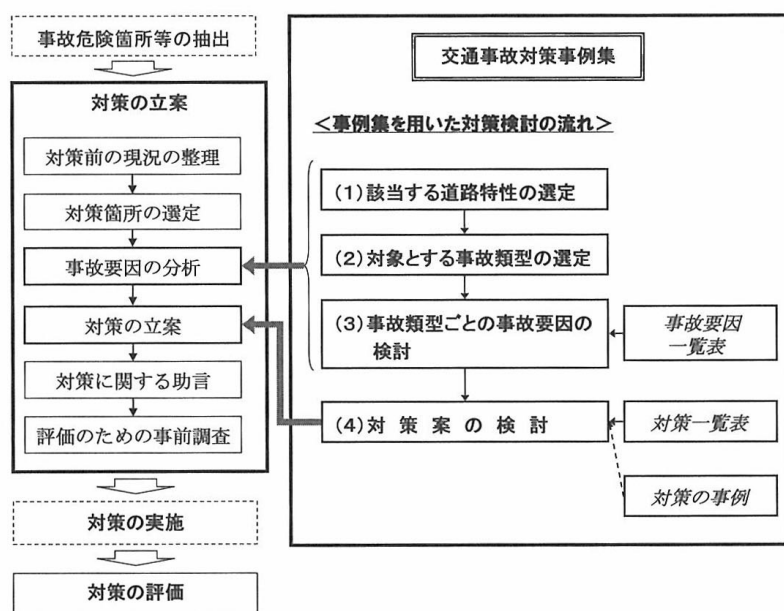 事故危険箇所等の抽出
対策の立案
対策前の現況の整理
対策箇所の選定
事故要因の分析
対策の立案
対策に関する助言
評価のための事前調査
対策の実施
対策の評価
交通事故対策事例集
＜事例集を用いた対策検討の流れ＞
(1)該当する道路特性の選定
(2)対象とする事故類型の選定
(3)事故類型ごとの事故要因の
検討
(4)対 策 案 の 検 討
事故要因
一覧表
対策一覧表
対策の事例